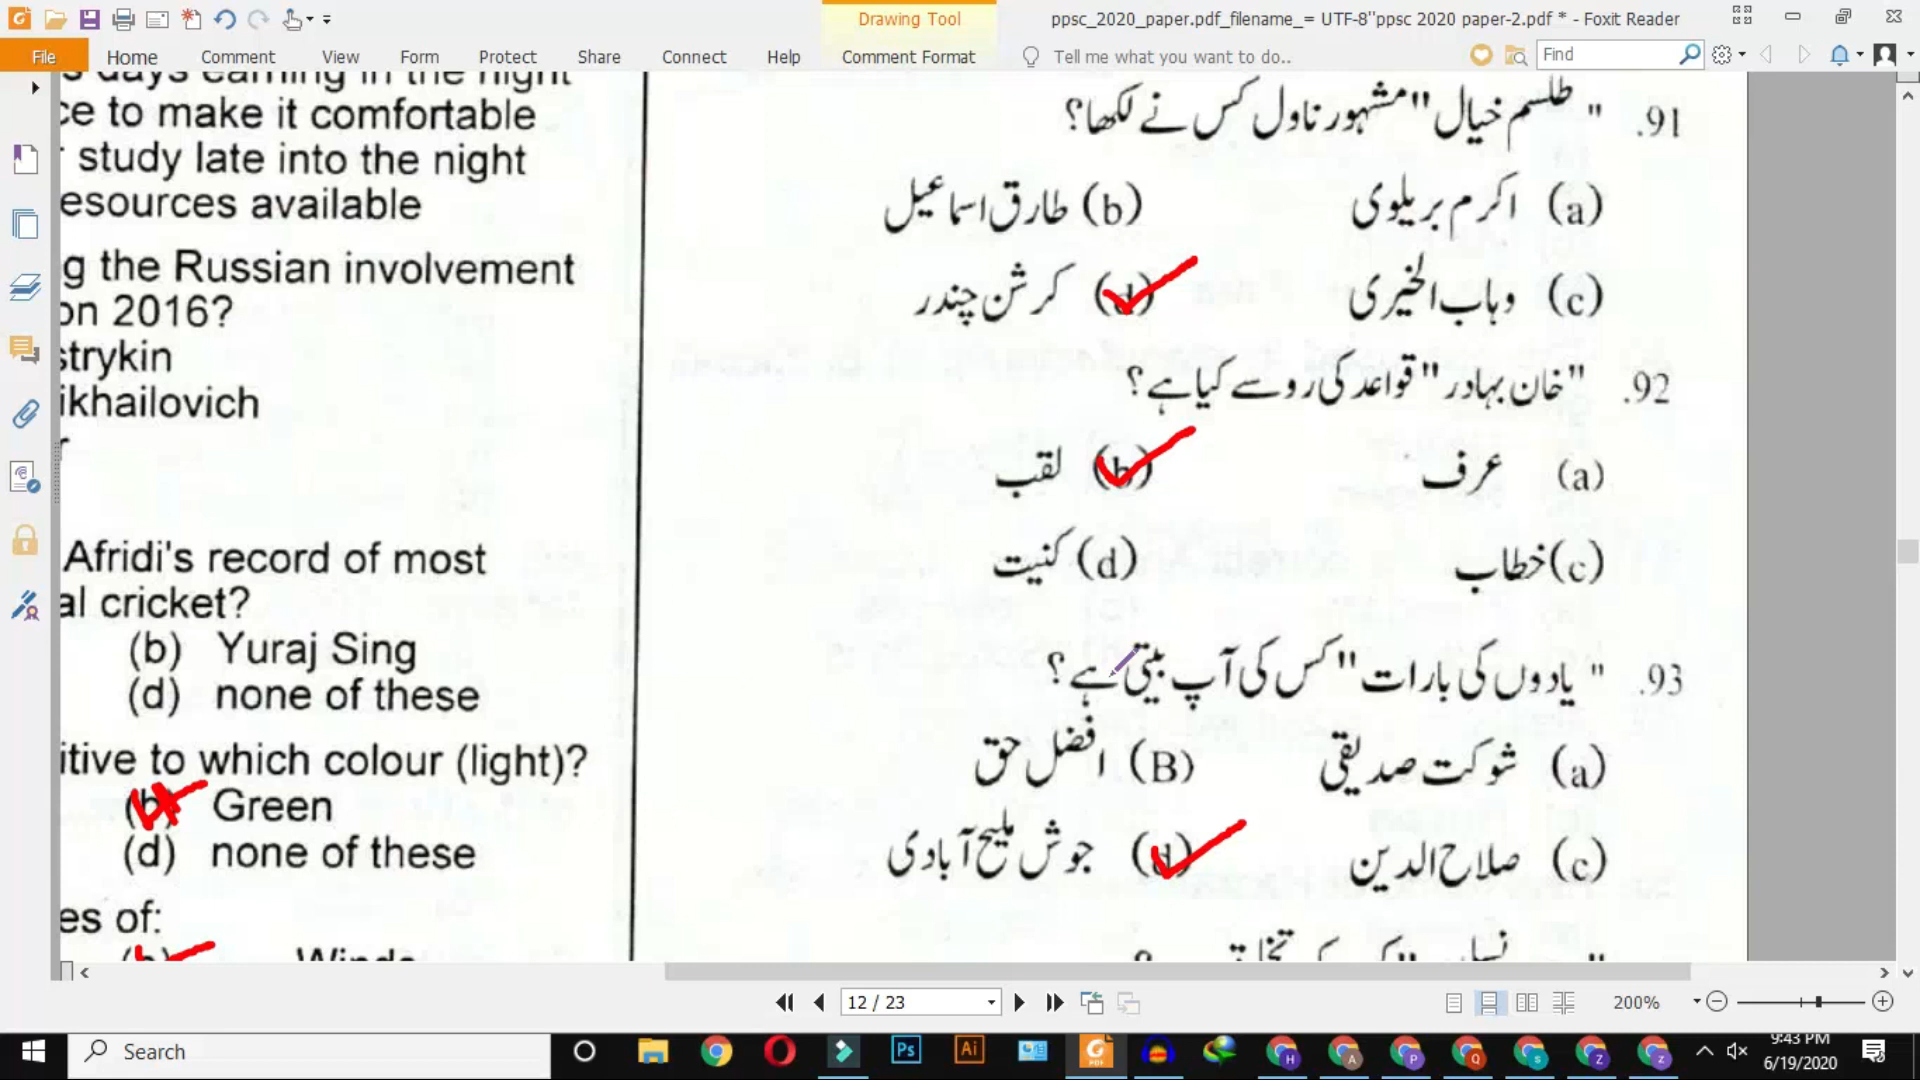 Drawing Tool
ppsc_2020_paper.pdf_filename_= UTF-8''ppsc 2020 paper-2.pdf * - Foxit Reader
File Home Comment View Form Protect Share Connect Help Comment Format Tell me what you want to do.. Find
days earning in the night
ce to make it comfortable
study late into the night
esources available
g the Russian involvement
on 2016?
strykin
ikhailovich
Afridi's record of most
al cricket?
(b) Yuraj Sing
(d) none of these
itive to which colour (light)?
(b) Green
(d) none of these
es of:
91. "طلسم خیال" مشہور ناول کس نے لکھا؟
(a) اکرم بریلوی (b) طارق اسماعیل
(c) وہاب الخیری (d) کرشن چندر
92. "خان بہادر" قواعد کی رو سے کیا ہے؟
(a) عرف (b) لقب
(c) خطاب (d) کنیت
93. "یادوں کی بارات" کس کی آپ بیتی ہے؟
(a) شوکت صدیقی (B) افضل حق
(c) صلاح الدین (d) جوش ملیح آبادی
12 / 23
200%
Search
9:43 PM
6/19/2020